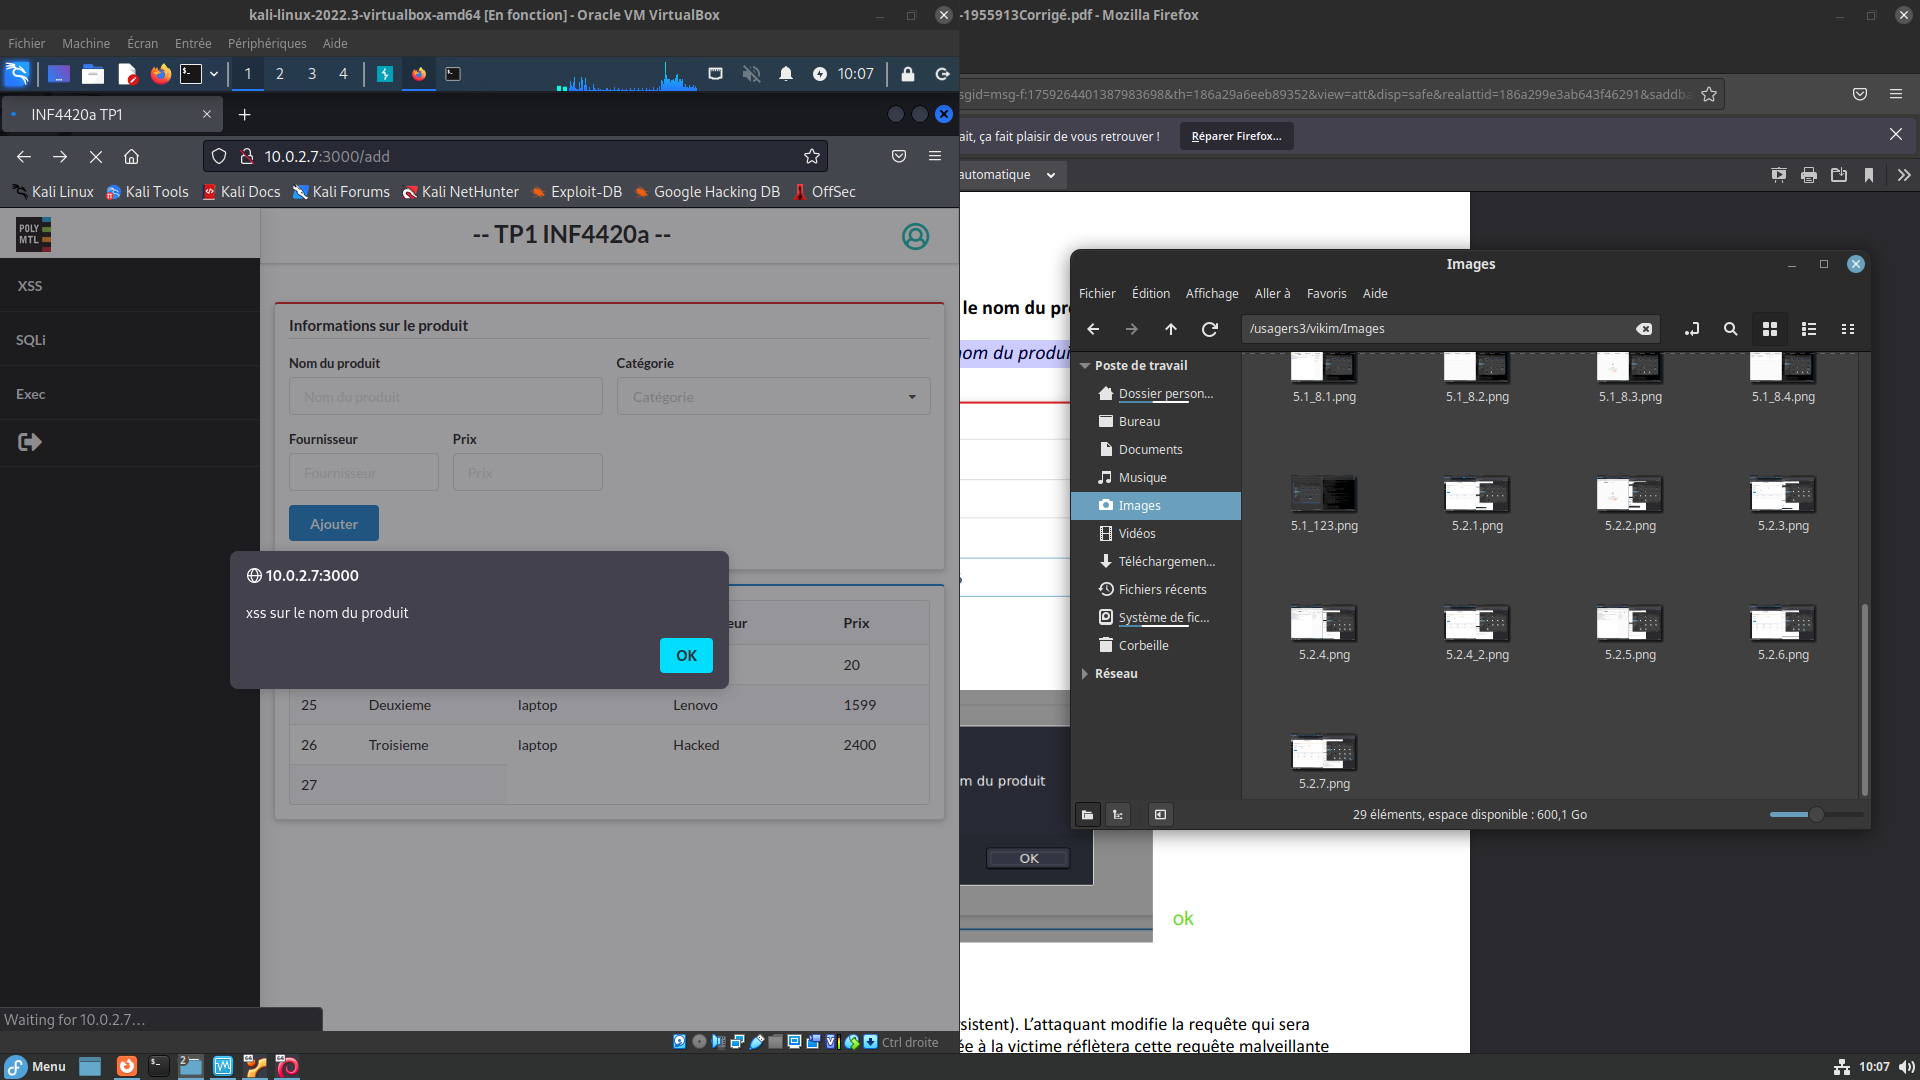 kali-linux-2022.3-virtualbox-amd64 [En fonction] - Oracle VM VirtualBox
-1955913Corrigé.pdf - Mozilla Firefox
Fichier Machine Écran Entrée Périphériques Aide
1 2 3 4 10:07
INF4420a TP1
10.0.2.7:3000/add
sgid=msg-f:1759264401387983698&th=186a29a6eeb89352&view=att&disp=safe&realattid=186a299e3ab643f46291&saddba
ait, ça fait plaisir de vous retrouver !
Réparer Firefox…
automatique
Kali Linux Kali Tools Kali Docs Kali Forums Kali NetHunter Exploit-DB Google Hacking DB OffSec
POLY
MTL
-- TP1 INF4420a --
XSS
SQLi
Exec
Informations sur le produit
Nom du produit Catégorie
Nom du produit Catégorie
Fournisseur Prix
Fournisseur Prix
Ajouter
10.0.2.7:3000
xss sur le nom du produit
OK
eur Prix
20
25 Deuxieme laptop Lenovo 1599
26 Troisieme laptop Hacked 2400
27
Waiting for 10.0.2.7…
Ctrl droite
le nom du pr
nom du produi
m du produit
OK
ok
sistent). L'attaquant modifie la requête qui sera
ée à la victime réflètera cette requête malveillante
Images
Fichier Édition Affichage Aller à Favoris Aide
/usagers3/vikim/Images
Poste de travail
Dossier person…
Bureau
Documents
Musique
Images
Vidéos
Téléchargemen…
Fichiers récents
Système de fic…
Corbeille
Réseau
5.1_8.1.png 5.1_8.2.png 5.1_8.3.png 5.1_8.4.png
5.1_123.png 5.2.1.png 5.2.2.png 5.2.3.png
5.2.4.png 5.2.4_2.png 5.2.5.png 5.2.6.png
5.2.7.png
29 éléments, espace disponible : 600,1 Go
Menu
2
10:07